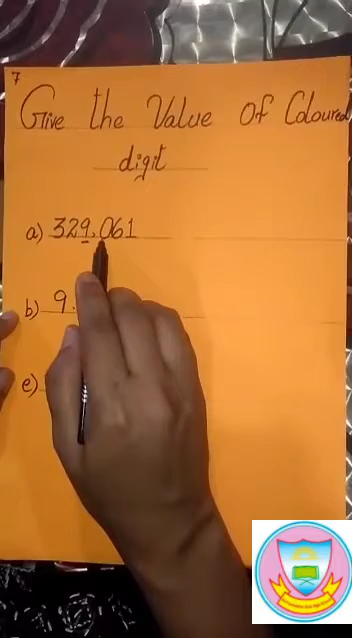 7
Give the Value Of Coloured
digit
a) 329.061
b) 9.
e)